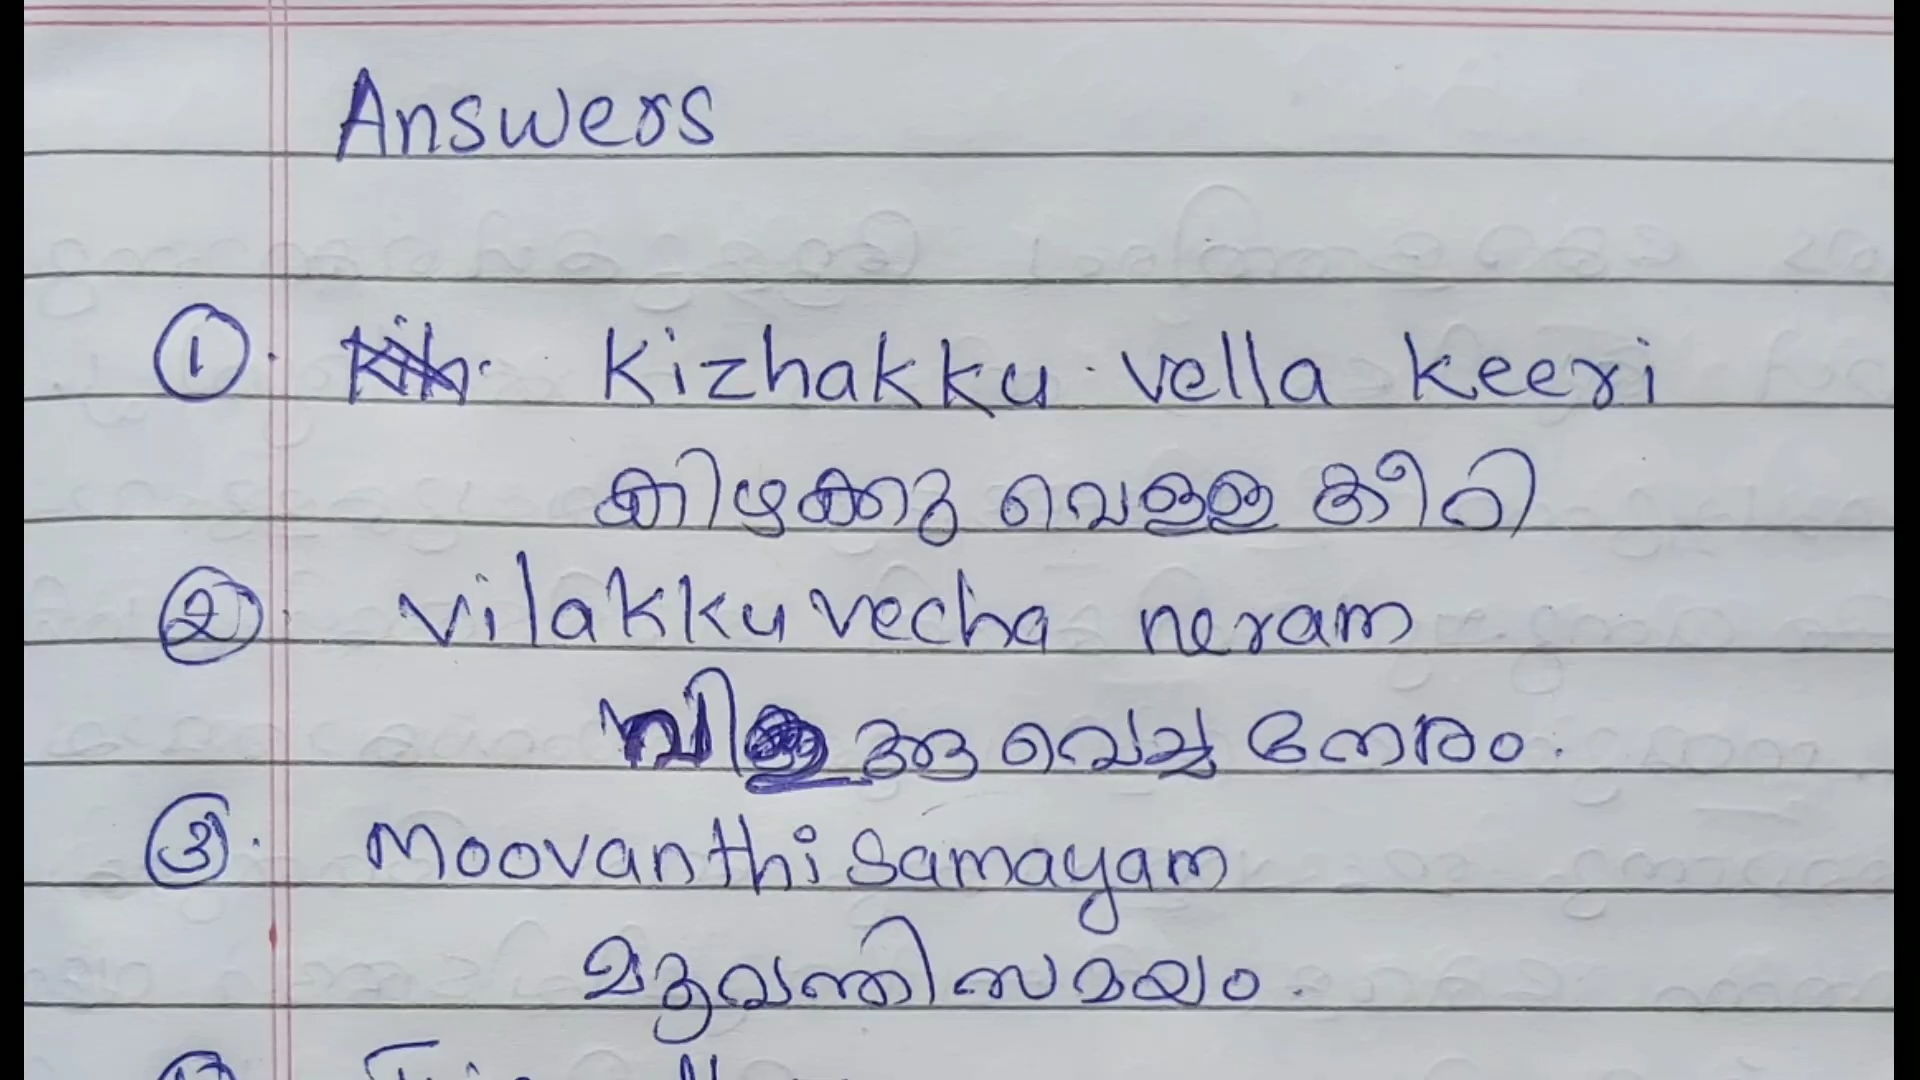 Answers
1. Kizhakku vella keeri
കിഴക്കു വെള്ള കീറി
2. Vilakku vecha neram
വിളക്കു വെച്ച നേരം.
3. Moovanthi samayam
മൂവന്തി സമയം.